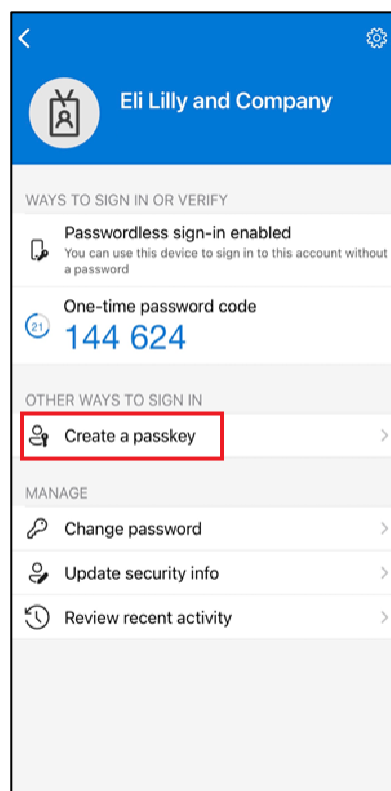 Eli Lilly and Company
WAYS TO SIGN IN OR VERIFY
Passwordless sign-in enabled
You can use this device to sign in to this account without
a password
One-time password code
21
144 624
OTHER WAYS TO SIGN IN
Create a passkey
MANAGE
Change password
Update security info
Review recent activity